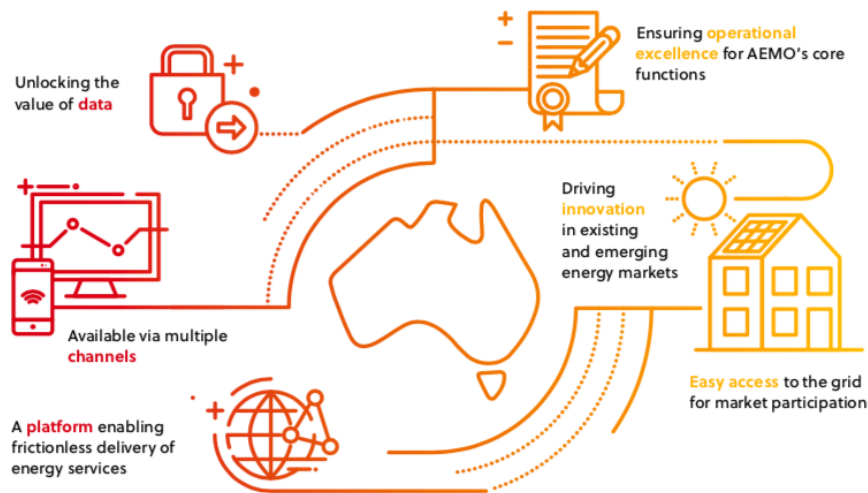 Unlocking the
value of data
Ensuring operational
excellence for AEMO's core
functions
Driving
innovation
in existing
and emerging
energy markets
Available via multiple
channels
Easy access to the grid
for market participation
A platform enabling
frictionless delivery of
energy services